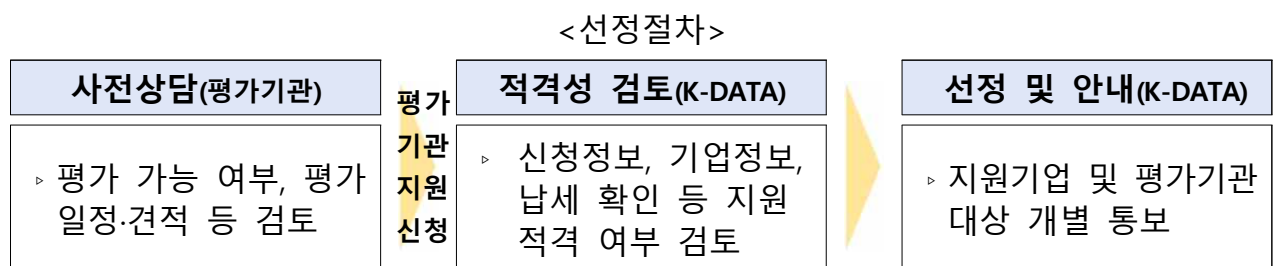 <선정절차>
사전상담(평가기관)
▹ 평가 가능 여부, 평가
일정·견적 등 검토
평가
기관
지원
신청
적격성 검토(K-DATA)
▹ 신청정보, 기업정보,
납세 확인 등 지원
적격 여부 검토
선정 및 안내(K-DATA)
▹ 지원기업 및 평가기관
대상 개별 통보